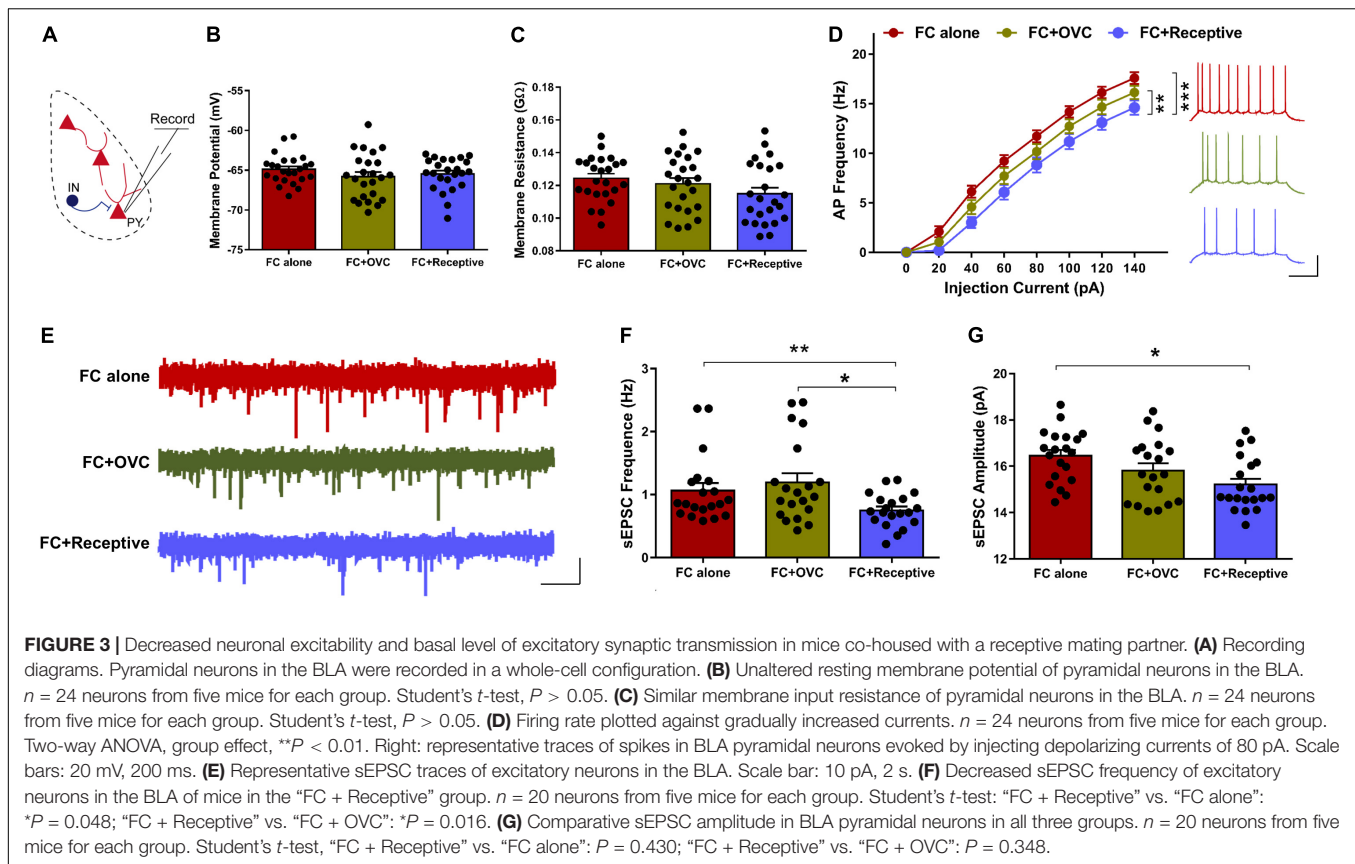 A
Record
IN
PY
B
Membrane Potential (mV)
-55
-60
-65
-70
-75
FC alone
FC+OVC
FC+Receptive
C
Membrane Resistance (GΩ)
0.16
0.14
0.12
0.10
0.08
FC alone
FC+OVC
FC+Receptive
D
FC alone
FC+OVC
FC+Receptive
AP Frequency (Hz)
20
15
10
5
0
0 20 40 60 80 100 120 140
Injection Current (pA)
**
***
E
FC alone
FC+OVC
FC+Receptive
F
**
*
sEPSC Frequence (Hz)
3
2
1
0
FC alone
FC+OVC
FC+Receptive
G
*
sEPSC Amplitude (pA)
20
18
16
14
12
FC alone
FC+OVC
FC+Receptive
FIGURE 3 | Decreased neuronal excitability and basal level of excitatory synaptic transmission in mice co-housed with a receptive mating partner. (A) Recording
diagrams. Pyramidal neurons in the BLA were recorded in a whole-cell configuration. (B) Unaltered resting membrane potential of pyramidal neurons in the BLA.
n = 24 neurons from five mice for each group. Student's t-test, P > 0.05. (C) Similar membrane input resistance of pyramidal neurons in the BLA. n = 24 neurons
from five mice for each group. Student's t-test, P > 0.05. (D) Firing rate plotted against gradually increased currents. n = 24 neurons from five mice for each group.
Two-way ANOVA, group effect, **P < 0.01. Right: representative traces of spikes in BLA pyramidal neurons evoked by injecting depolarizing currents of 80 pA. Scale
bars: 20 mV, 200 ms. (E) Representative sEPSC traces of excitatory neurons in the BLA. Scale bar: 10 pA, 2 s. (F) Decreased sEPSC frequency of excitatory
neurons in the BLA of mice in the "FC + Receptive" group. n = 20 neurons from five mice for each group. Student's t-test: "FC + Receptive" vs. "FC alone":
*P = 0.048; "FC + Receptive" vs. "FC + OVC": *P = 0.016. (G) Comparative sEPSC amplitude in BLA pyramidal neurons in all three groups. n = 20 neurons from five
mice for each group. Student's t-test, "FC + Receptive" vs. "FC alone": P = 0.430; "FC + Receptive" vs. "FC + OVC": P = 0.348.